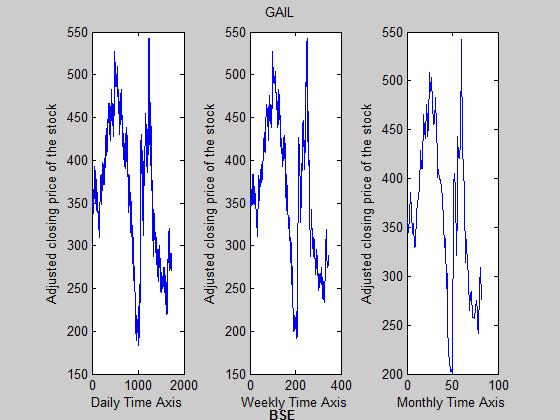 GAIL
550
500
450
400
350
300
250
200
150
0 1000 2000
Adjusted closing price of the stock
Daily Time Axis
550
500
450
400
350
300
250
200
150
0 200 400
Adjusted closing price of the stock
Weekly Time Axis
550
500
450
400
350
300
250
200
0 50 100
Adjusted closing price of the stock
Monthly Time Axis
BSE